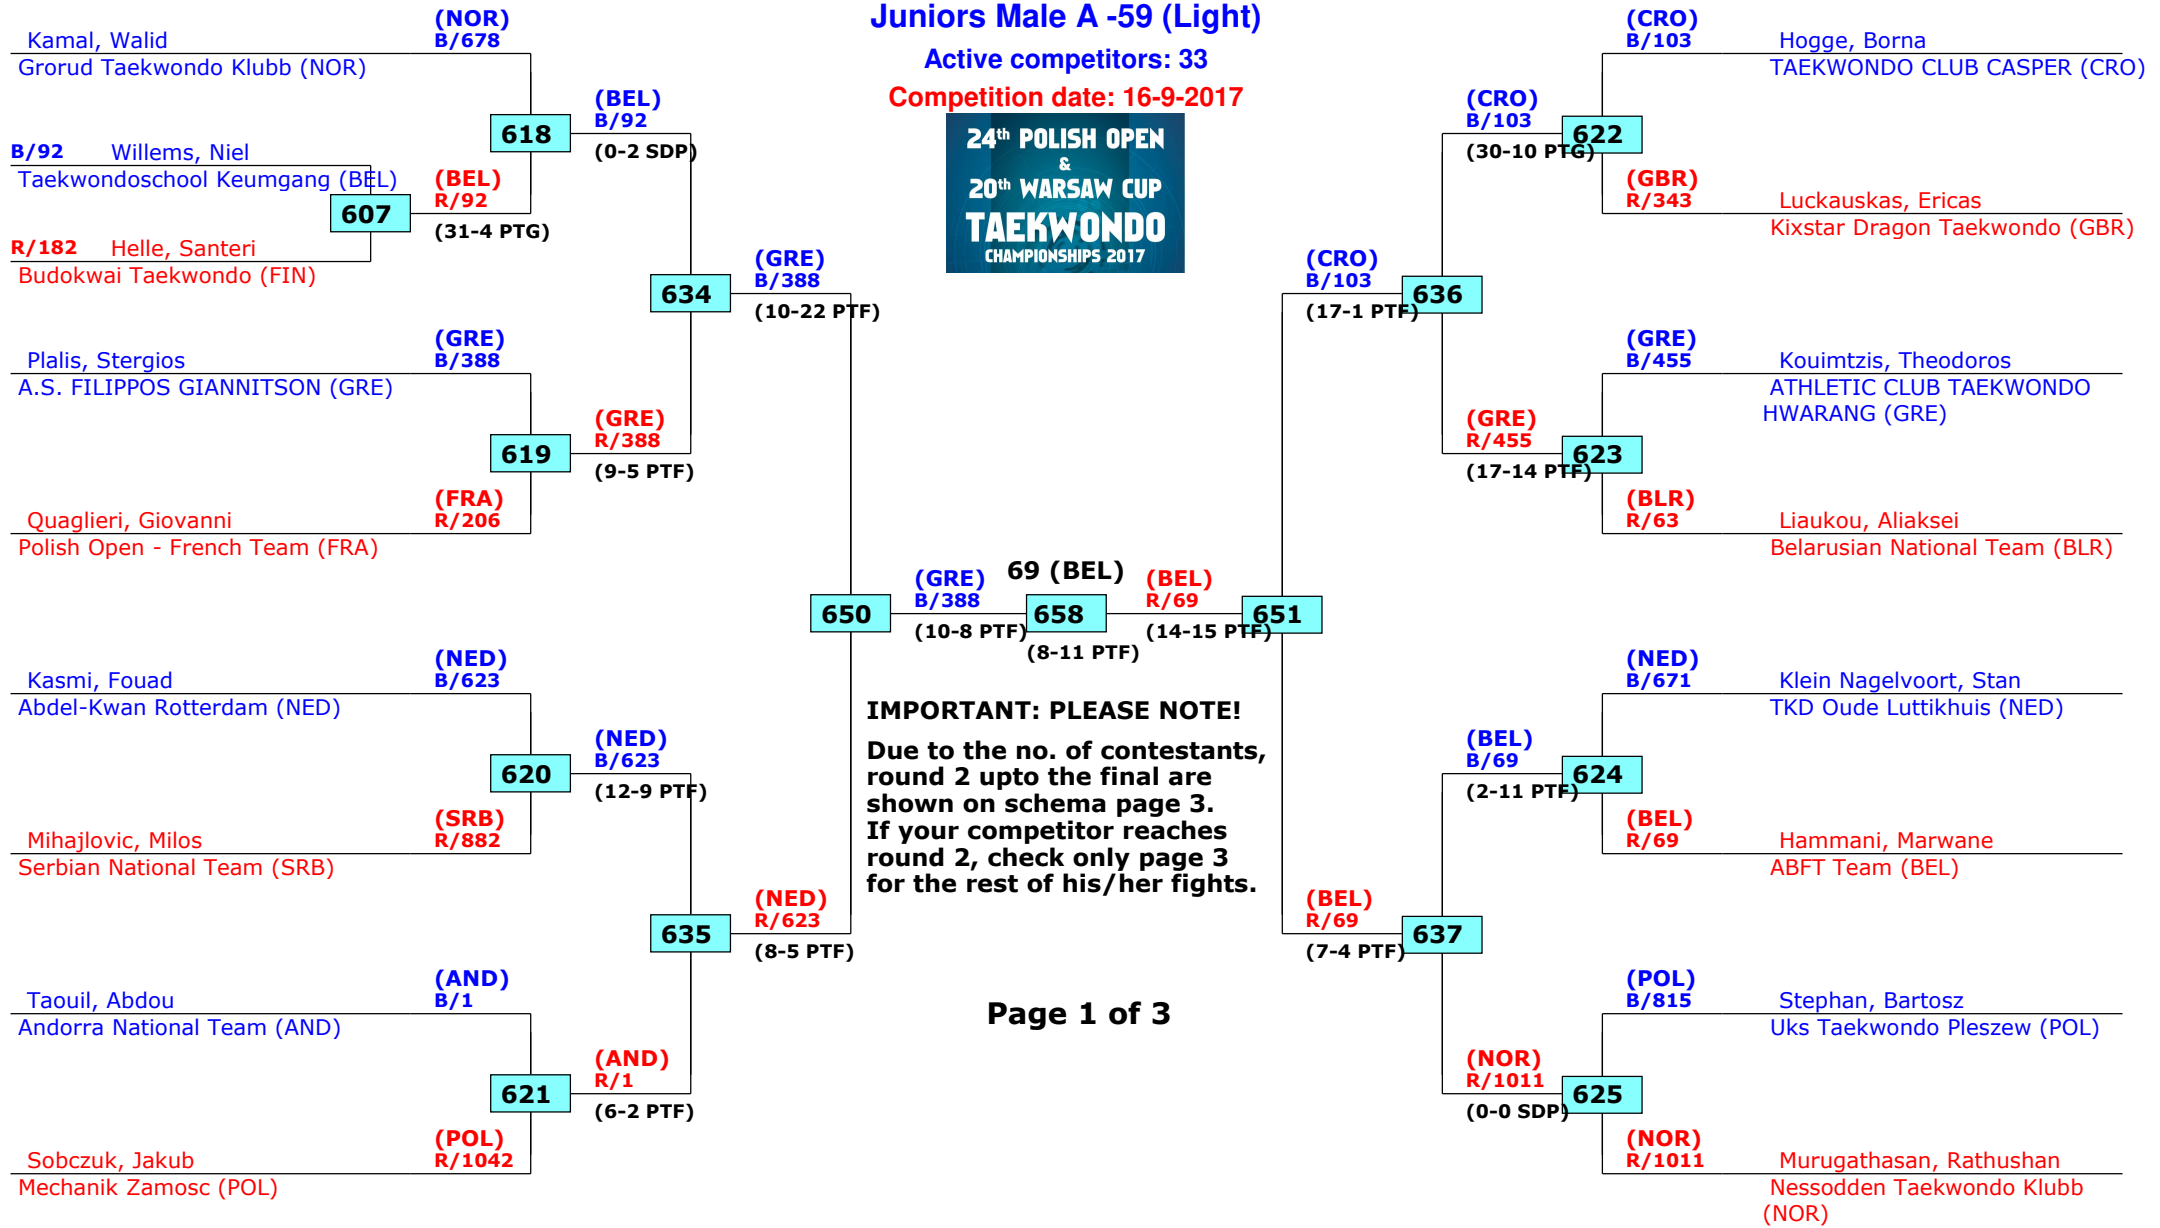 Juniors Male A -59 (Light)
Active competitors: 33
Competition date: 16-9-2017
24th POLISH OPEN
&
20th WARSAW CUP
TAEKWONDO
CHAMPIONSHIPS 2017
(NOR)
Kamal, Walid B/678
Grorud Taekwondo Klubb (NOR)
618
(BEL)
B/92
(0-2 SDP)
B/92 Willems, Niel
Taekwondoschool Keumgang (BEL)
607
(BEL)
R/92
(31-4 PTG)
R/182 Helle, Santeri
Budokwai Taekwondo (FIN)
634
(GRE)
B/388
(10-22 PTF)
(GRE)
Plalis, Stergios B/388
A.S. FILIPPOS GIANNITSON (GRE)
619
(GRE)
R/388
(9-5 PTF)
(FRA)
Quaglieri, Giovanni R/206
Polish Open - French Team (FRA)
650
(GRE)
B/388
(10-8 PTF)
69 (BEL)
658
(8-11 PTF)
(BEL)
R/69
(14-15 PTF)
651
(NED)
Kasmi, Fouad B/623
Abdel-Kwan Rotterdam (NED)
620
(NED)
B/623
(12-9 PTF)
(SRB)
Mihajlovic, Milos R/882
Serbian National Team (SRB)
635
(NED)
R/623
(8-5 PTF)
(AND)
Taouil, Abdou B/1
Andorra National Team (AND)
621
(AND)
R/1
(6-2 PTF)
(POL)
Sobczuk, Jakub R/1042
Mechanik Zamosc (POL)
IMPORTANT: PLEASE NOTE!
Due to the no. of contestants,
round 2 upto the final are
shown on schema page 3.
If your competitor reaches
round 2, check only page 3
for the rest of his/her fights.
Page 1 of 3
(CRO)
B/103 Hogge, Borna
TAEKWONDO CLUB CASPER (CRO)
(CRO)
B/103
(30-10 PTG)
622
(GBR)
R/343 Luckauskas, Ericas
Kixstar Dragon Taekwondo (GBR)
(CRO)
B/103
(17-1 PTF)
636
(GRE)
B/455 Kouimtzis, Theodoros
ATHLETIC CLUB TAEKWONDO
HWARANG (GRE)
(GRE)
R/455
(17-14 PTF)
623
(BLR)
R/63 Liaukou, Aliaksei
Belarusian National Team (BLR)
(NED)
B/671 Klein Nagelvoort, Stan
TKD Oude Luttikhuis (NED)
(BEL)
B/69
(2-11 PTF)
624
(BEL)
R/69 Hammani, Marwane
ABFT Team (BEL)
(BEL)
R/69
(7-4 PTF)
637
(POL)
B/815 Stephan, Bartosz
Uks Taekwondo Pleszew (POL)
(NOR)
R/1011
(0-0 SDP)
625
(NOR)
R/1011 Murugathasan, Rathushan
Nessodden Taekwondo Klubb
(NOR)